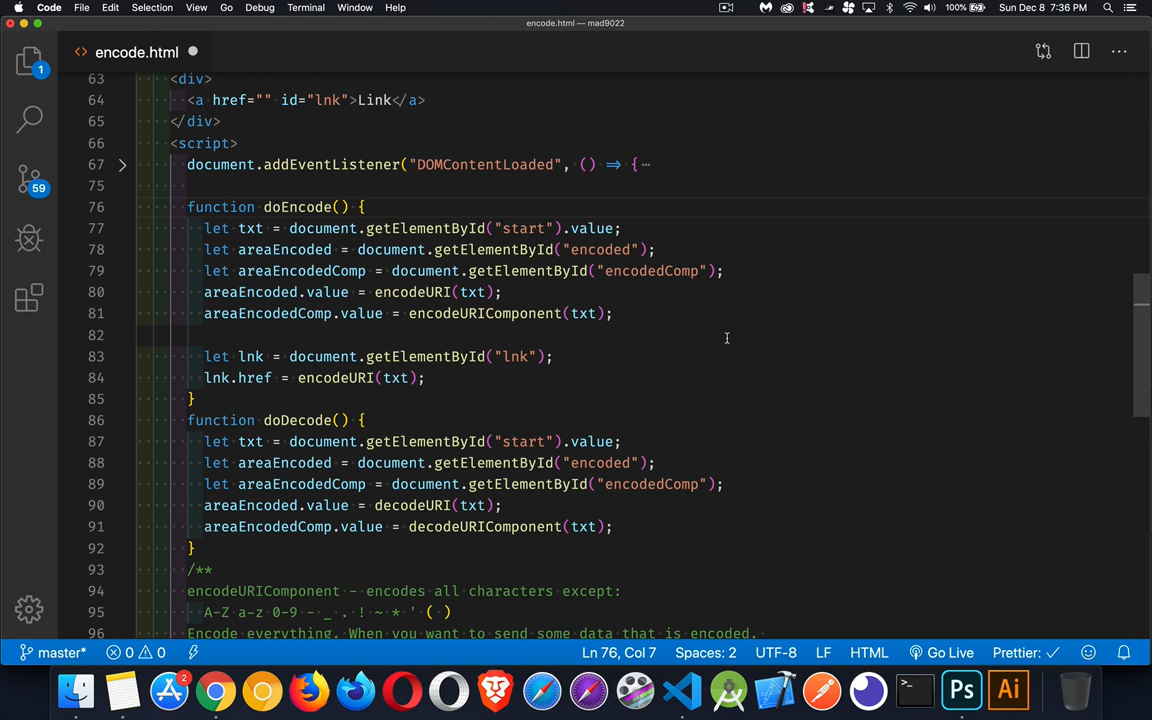 Code File Edit Selection View Go Debug Terminal Window Help 100% Sun Dec 8 7:36 PM
encode.html — mad9022
<> encode.html
1
63 <div>
64 <a href="" id="lnk">Link</a>
65 </div>
66 <script>
67 document.addEventListener("DOMContentLoaded", () => {⋯
75
76 function doEncode() {
77 let txt = document.getElementById("start").value;
78 let areaEncoded = document.getElementById("encoded");
79 let areaEncodedComp = document.getElementById("encodedComp");
80 areaEncoded.value = encodeURI(txt);
81 areaEncodedComp.value = encodeURIComponent(txt);
82
83 let lnk = document.getElementById("lnk");
84 lnk.href = encodeURI(txt);
85 }
86 function doDecode() {
87 let txt = document.getElementById("start").value;
88 let areaEncoded = document.getElementById("encoded");
89 let areaEncodedComp = document.getElementById("encodedComp");
90 areaEncoded.value = decodeURI(txt);
91 areaEncodedComp.value = decodeURIComponent(txt);
92 }
93 /**
94 encodeURIComponent - encodes all characters except:
95 A-Z a-z 0-9 - _ . ! ~ * ' ( )
96 Encode everything. When you want to send some data that is encoded.
59
master* 0 0 Ln 76, Col 7 Spaces: 2 UTF-8 LF HTML Go Live Prettier: ✓
2
>_
Ps
Ai